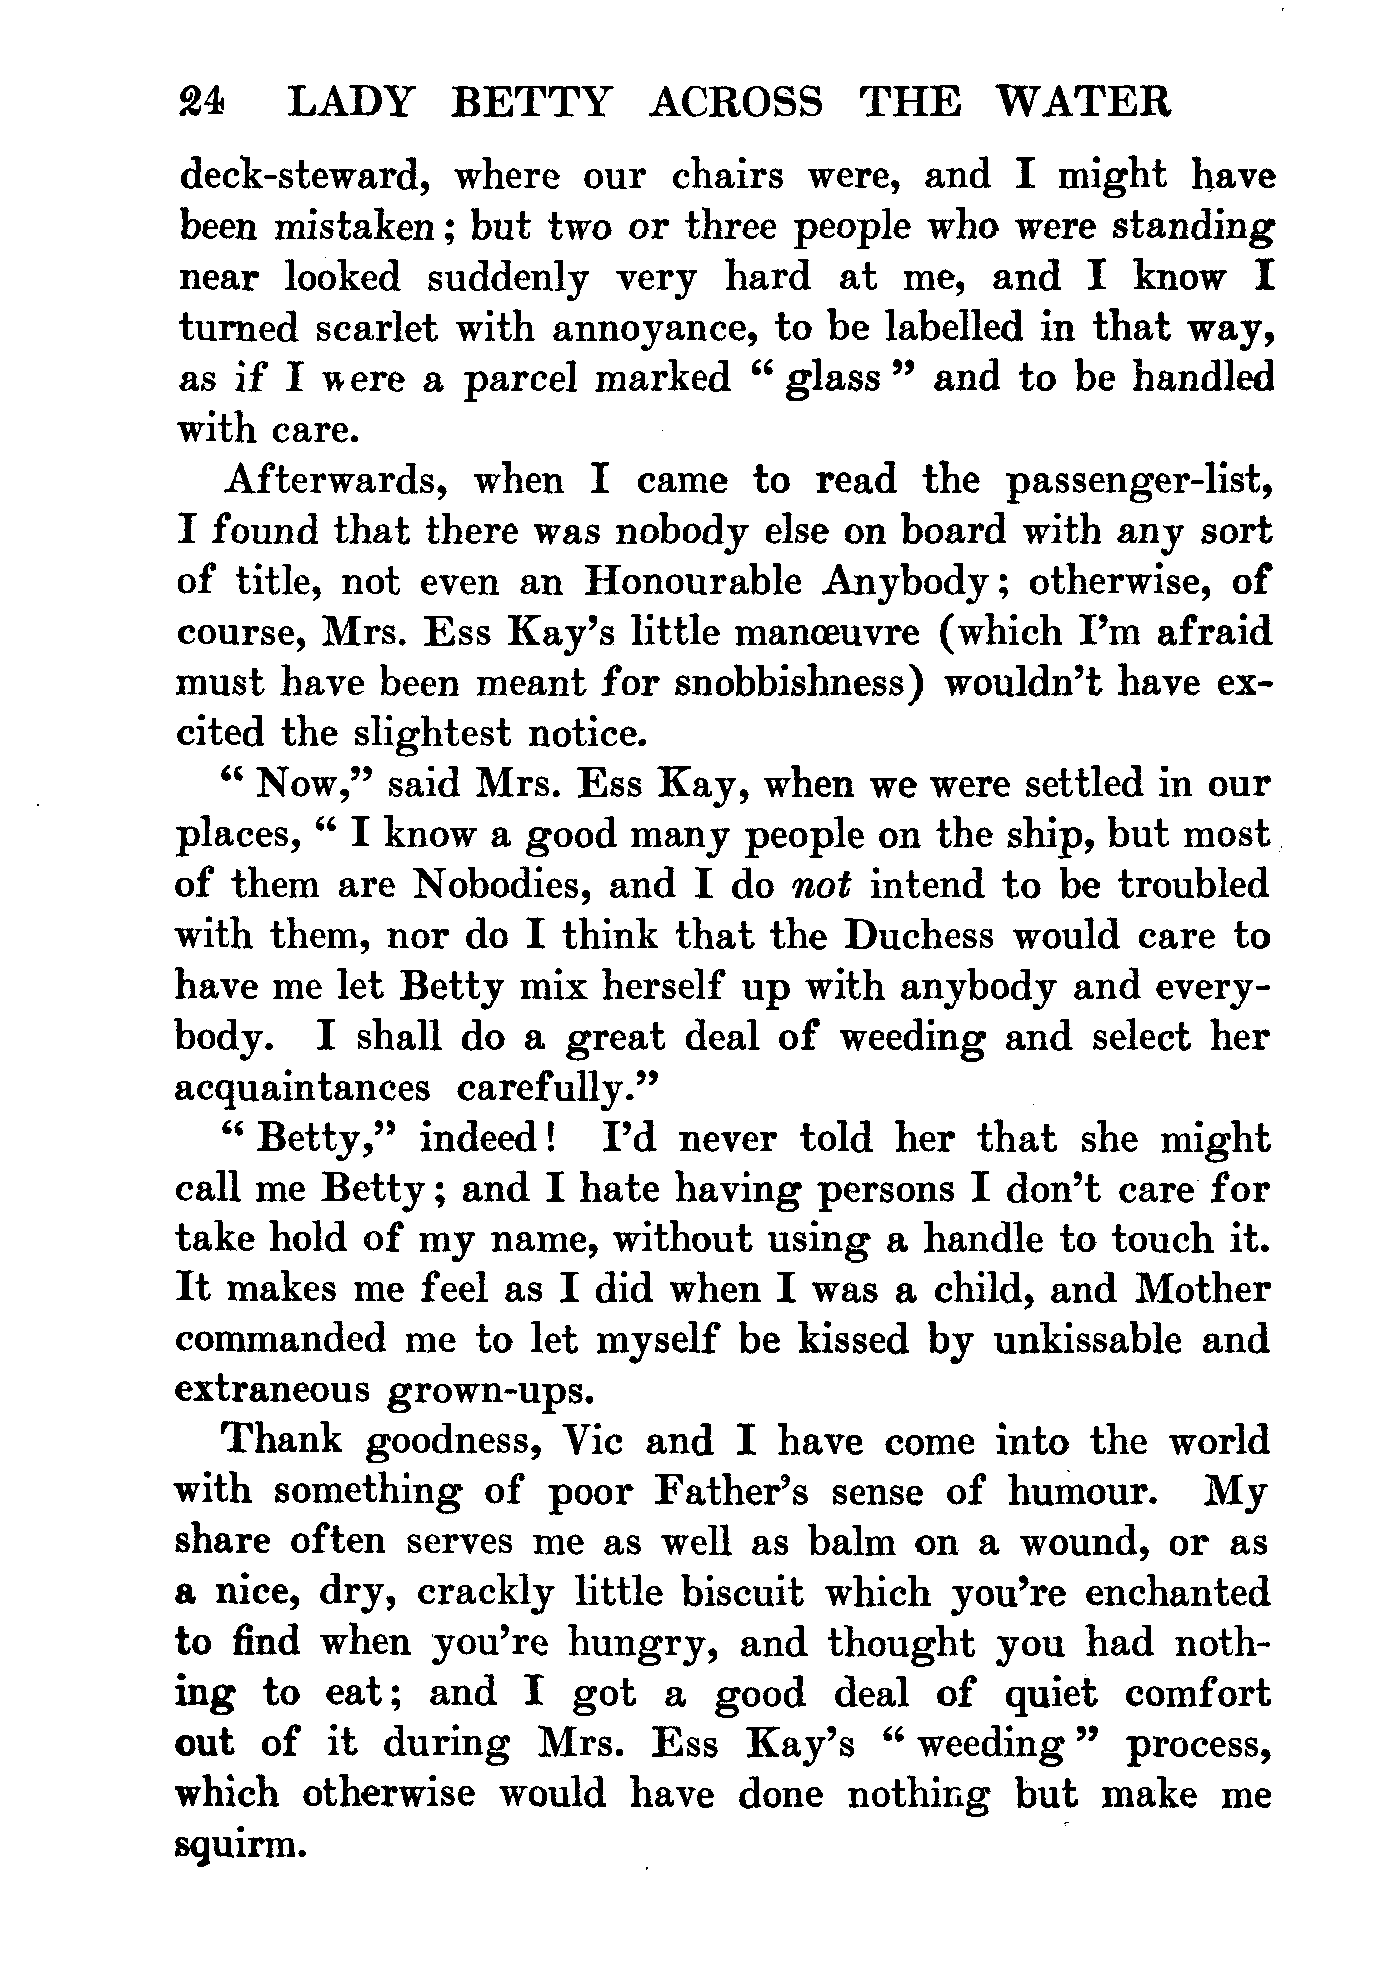 24 LADY BETTY ACROSS THE WATER
deck-steward, where our chairs were, and I might have
been mistaken; but two or three people who were standing
near looked suddenly very hard at me, and I know I
turned scarlet with annoyance, to be labelled in that way,
as if I were a parcel marked “ glass ” and to be handled
with care.
Afterwards, when I came to read the passenger-list,
I found that there was nobody else on board with any sort
of title, not even an Honourable Anybody; otherwise, of
course, Mrs. Ess Kay’s little manœuvre (which I’m afraid
must have been meant for snobbishness) wouldn’t have ex-
cited the slightest notice.
“ Now,” said Mrs. Ess Kay, when we were settled in our
places, “ I know a good many people on the ship, but most
of them are Nobodies, and I do not intend to be troubled
with them, nor do I think that the Duchess would care to
have me let Betty mix herself up with anybody and every-
body. I shall do a great deal of weeding and select her
acquaintances carefully.”
“ Betty,” indeed! I’d never told her that she might
call me Betty; and I hate having persons I don’t care for
take hold of my name, without using a handle to touch it.
It makes me feel as I did when I was a child, and Mother
commanded me to let myself be kissed by unkissable and
extraneous grown-ups.
Thank goodness, Vic and I have come into the world
with something of poor Father’s sense of humour. My
share often serves me as well as balm on a wound, or as
a nice, dry, crackly little biscuit which you’re enchanted
to find when you’re hungry, and thought you had noth-
ing to eat; and I got a good deal of quiet comfort
out of it during Mrs. Ess Kay’s “ weeding ” process,
which otherwise would have done nothing but make me
squirm.